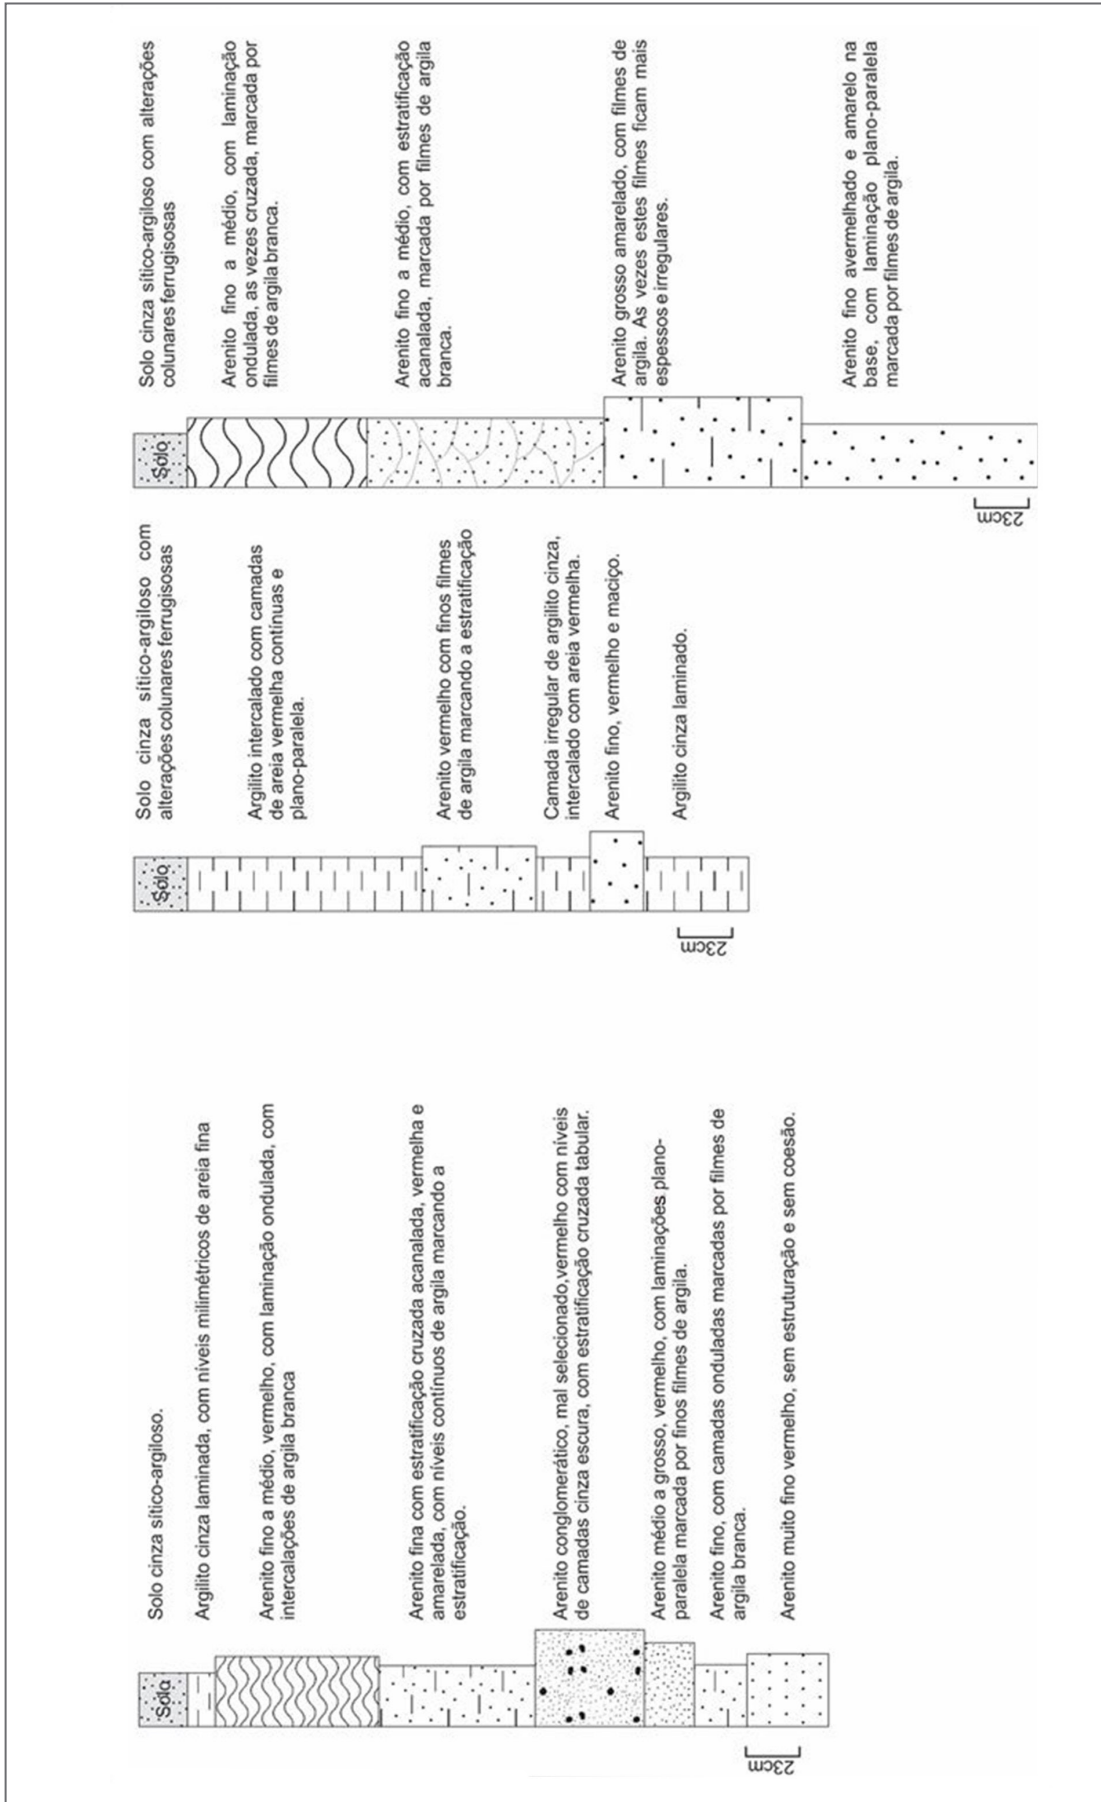 Solo
Solo cinza sítico-argiloso.
Argilito cinza laminada, com níveis milimétricos de areia fina
Arenito fino a médio, vermelho, com laminação ondulada, com
intercalações de argila branca
Arenito fina com estratificação cruzada acanalada, vermelha e
amarelada, com níveis contínuos de argila marcando a
estratificação.
Arenito conglomerático, mal selecionado,vermelho com níveis
de camadas cinza escura, com estratificação cruzada tabular.
Arenito médio a grosso, vermelho, com laminações plano-
paralela marcada por finos filmes de argila.
Arenito fino, com camadas onduladas marcadas por filmes de
argila branca.
Arenito muito fino vermelho, sem estruturação e sem coesão.
23cm
Solo
Solo cinza sítico-argiloso com
alterações colunares ferrugisosas
Argilito intercalado com camadas
de areia vermelha contínuas e
plano-paralela.
Arenito vermelho com finos filmes
de argila marcando a estratificação
Camada irregular de argilito cinza,
intercalado com areia vermelha.
Arenito fino, vermelho e maciço.
Argilito cinza laminado.
23cm
Solo
Solo cinza sítico-argiloso com alterações
colunares ferrugisosas
Arenito fino a médio, com laminação
ondulada, as vezes cruzada, marcada por
filmes de argila branca.
Arenito fino a médio, com estratificação
acanalada, marcada por filmes de argila
branca.
Arenito grosso amarelado, com filmes de
argila. As vezes estes filmes ficam mais
espessos e irregulares.
Arenito fino avermelhado e amarelo na
base, com laminação plano-paralela
marcada por filmes de argila.
23cm